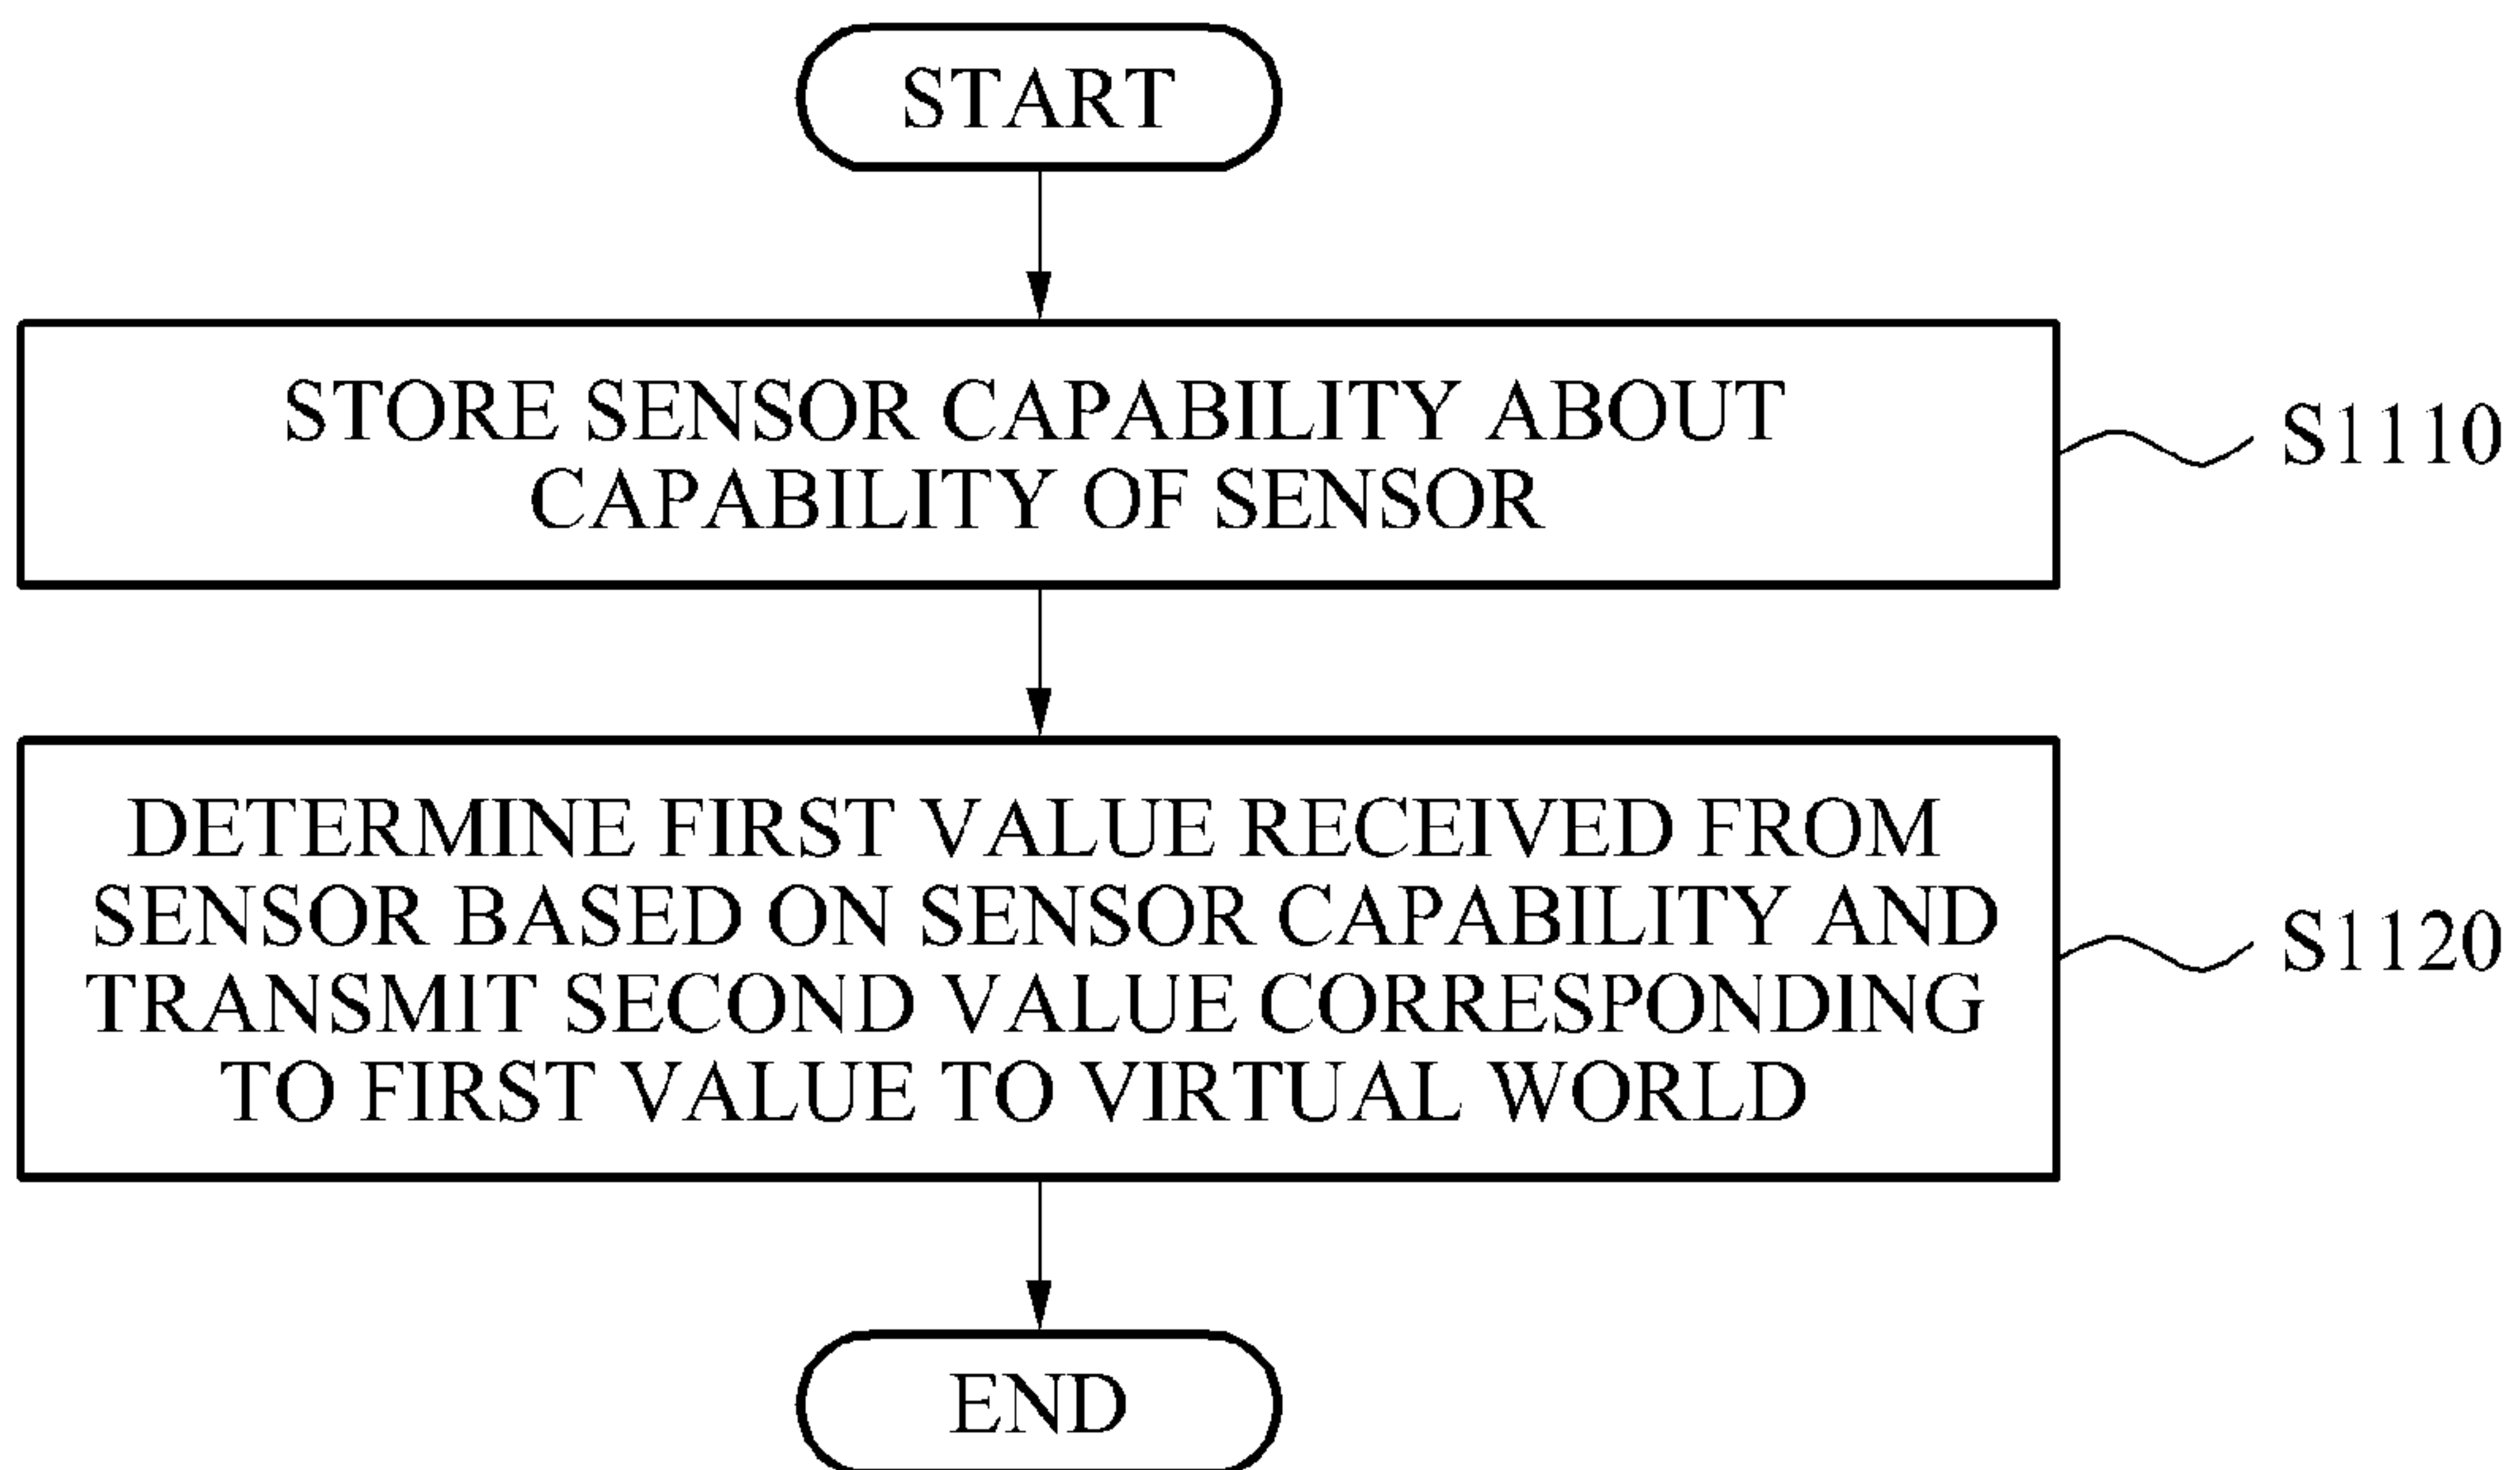 START
STORE SENSOR CAPABILITY ABOUT
CAPABILITY OF SENSOR
S1110
DETERMINE FIRST VALUE RECEIVED FROM
SENSOR BASED ON SENSOR CAPABILITY AND
TRANSMIT SECOND VALUE CORRESPONDING
TO FIRST VALUE TO VIRTUAL WORLD
S1120
END